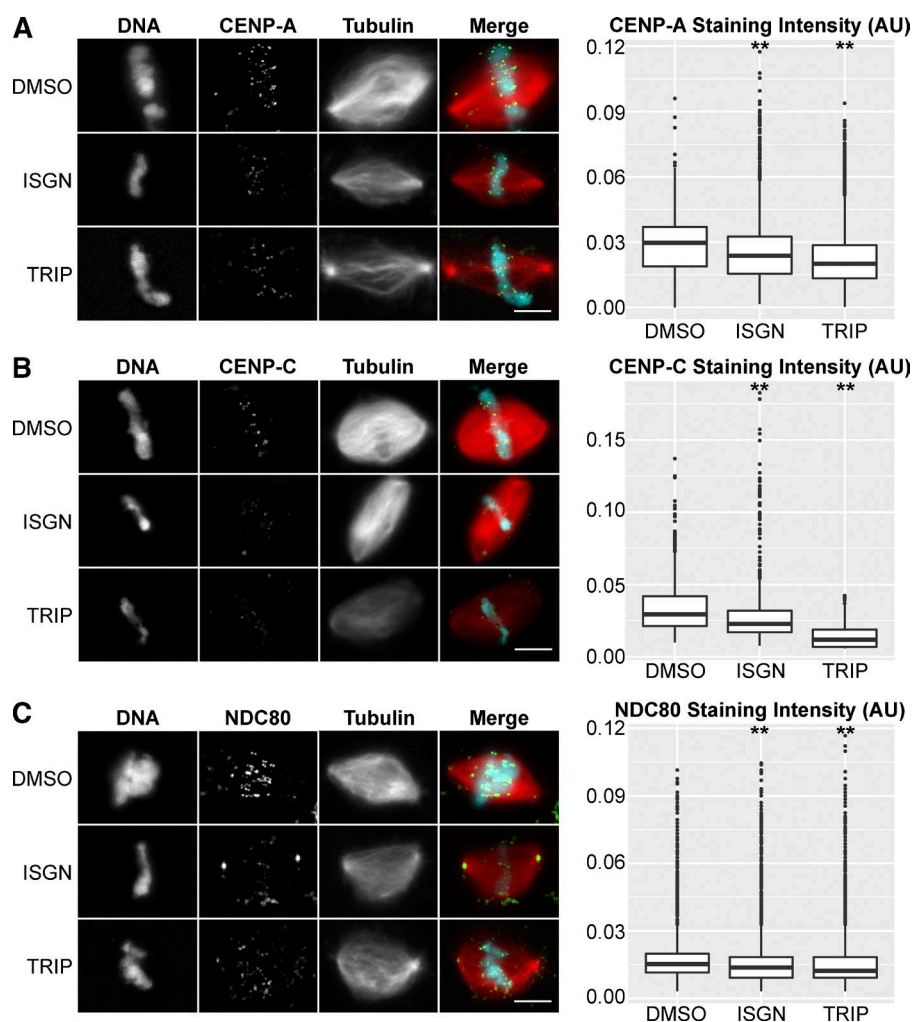 A
DNA CENP-A Tubulin Merge
DMSO
ISGN
TRIP
CENP-A Staining Intensity (AU)
** **
0.12
0.09
0.06
0.03
0.00
DMSO ISGN TRIP
B
DNA CENP-C Tubulin Merge
DMSO
ISGN
TRIP
CENP-C Staining Intensity (AU)
** **
0.15
0.10
0.05
0.00
DMSO ISGN TRIP
C
DNA NDC80 Tubulin Merge
DMSO
ISGN
TRIP
NDC80 Staining Intensity (AU)
** **
0.12
0.09
0.06
0.03
0.00
DMSO ISGN TRIP